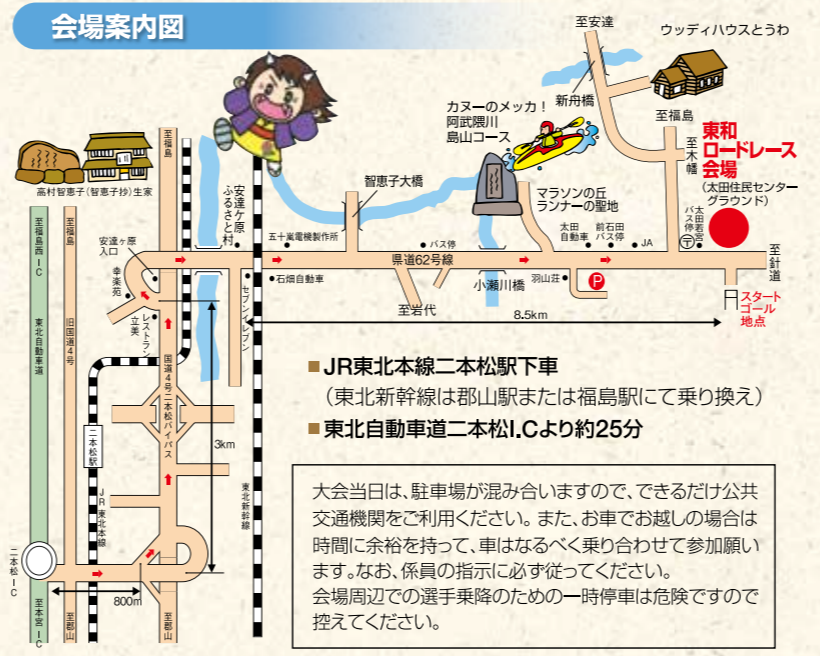 会場案内図
至安達
ウッディハウスとうわ
新舟橋
カヌーのメッカ！
阿武隈川
島山コース
至福島
至木幡
東和
ロードレース
会場
（太田住民センター
グラウンド）
高村智恵子（智恵子抄）生家
至福島
安達ケ原
ふるさと村
智恵子大橋
マラソンの丘
ランナーの聖地
太田
自動車
前石田
バス停
JA
太田若宮
バス停
至福島西IC
至福島
安達ヶ原
入口
五十嵐電機製作所
バス停
県道62号線
至針道
幸楽苑
石畑自動車
セブンイレブン
至岩代
小瀬川橋
羽山荘
P
スタート
ゴール
地点
8.5km
レストラン
立美
東北自動車道
旧国道4号
国道4号二本松バイパス
二本松駅
3km
JR東北本線
東北新幹線
二本松IC
800m
至本宮IC
至郡山
至郡山
■JR東北本線二本松駅下車
（東北新幹線は郡山駅または福島駅にて乗り換え）
■東北自動車道二本松I.Cより約25分
大会当日は、駐車場が混み合いますので、できるだけ公共
交通機関をご利用ください。また、お車でお越しの場合は
時間に余裕を持って、車はなるべく乗り合わせて参加願い
ます。なお、係員の指示に必ず従ってください。
会場周辺での選手乗降のための一時停車は危険ですので
控えてください。